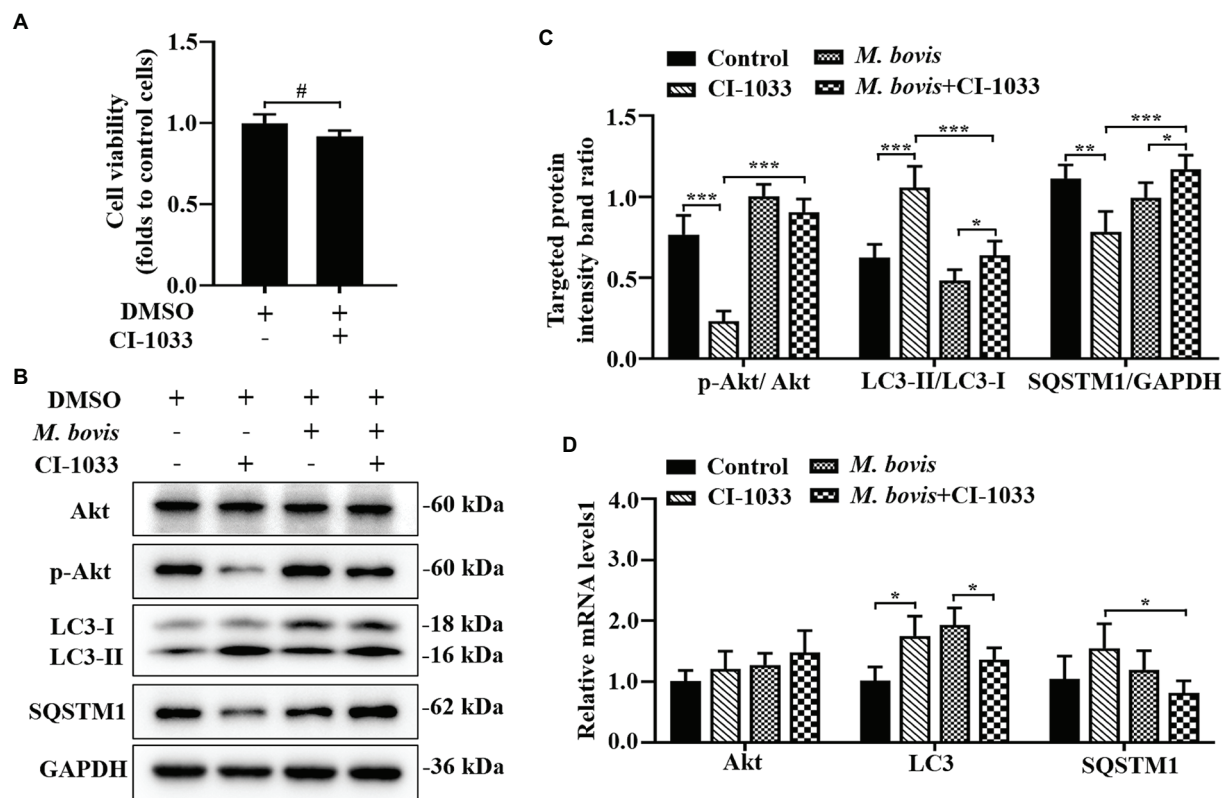 A
1.5
1.0
0.5
0.0
Cell viability
(folds to control cells)
#
DMSO + +
CI-1033 - +
B
DMSO + + + +
M. bovis - - + +
CI-1033 - + - +
Akt -60 kDa
p-Akt -60 kDa
LC3-I -18 kDa
LC3-II -16 kDa
SQSTM1 -62 kDa
GAPDH -36 kDa
C
Control M. bovis
CI-1033 M. bovis+CI-1033
Targeted protein
intensity band ratio
1.5
1.0
0.5
0.0
*** *** *** *** * ** *** *
p-Akt/ Akt LC3-II/LC3-I SQSTM1/GAPDH
D
Control M. bovis
CI-1033 M. bovis+CI-1033
Relative mRNA levels1
4.0
3.0
2.0
1.0
0.0
* * *
Akt LC3 SQSTM1